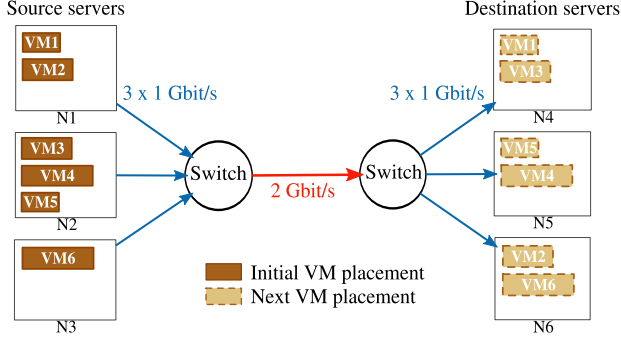 Source servers
Destination servers
VM1
VM2
N1
VM3
VM4
VM5
N2
VM6
N3
3 x 1 Gbit/s
Switch
2 Gbit/s
Switch
3 x 1 Gbit/s
VM1
VM3
N4
VM5
VM4
N5
VM2
VM6
N6
Initial VM placement
Next VM placement